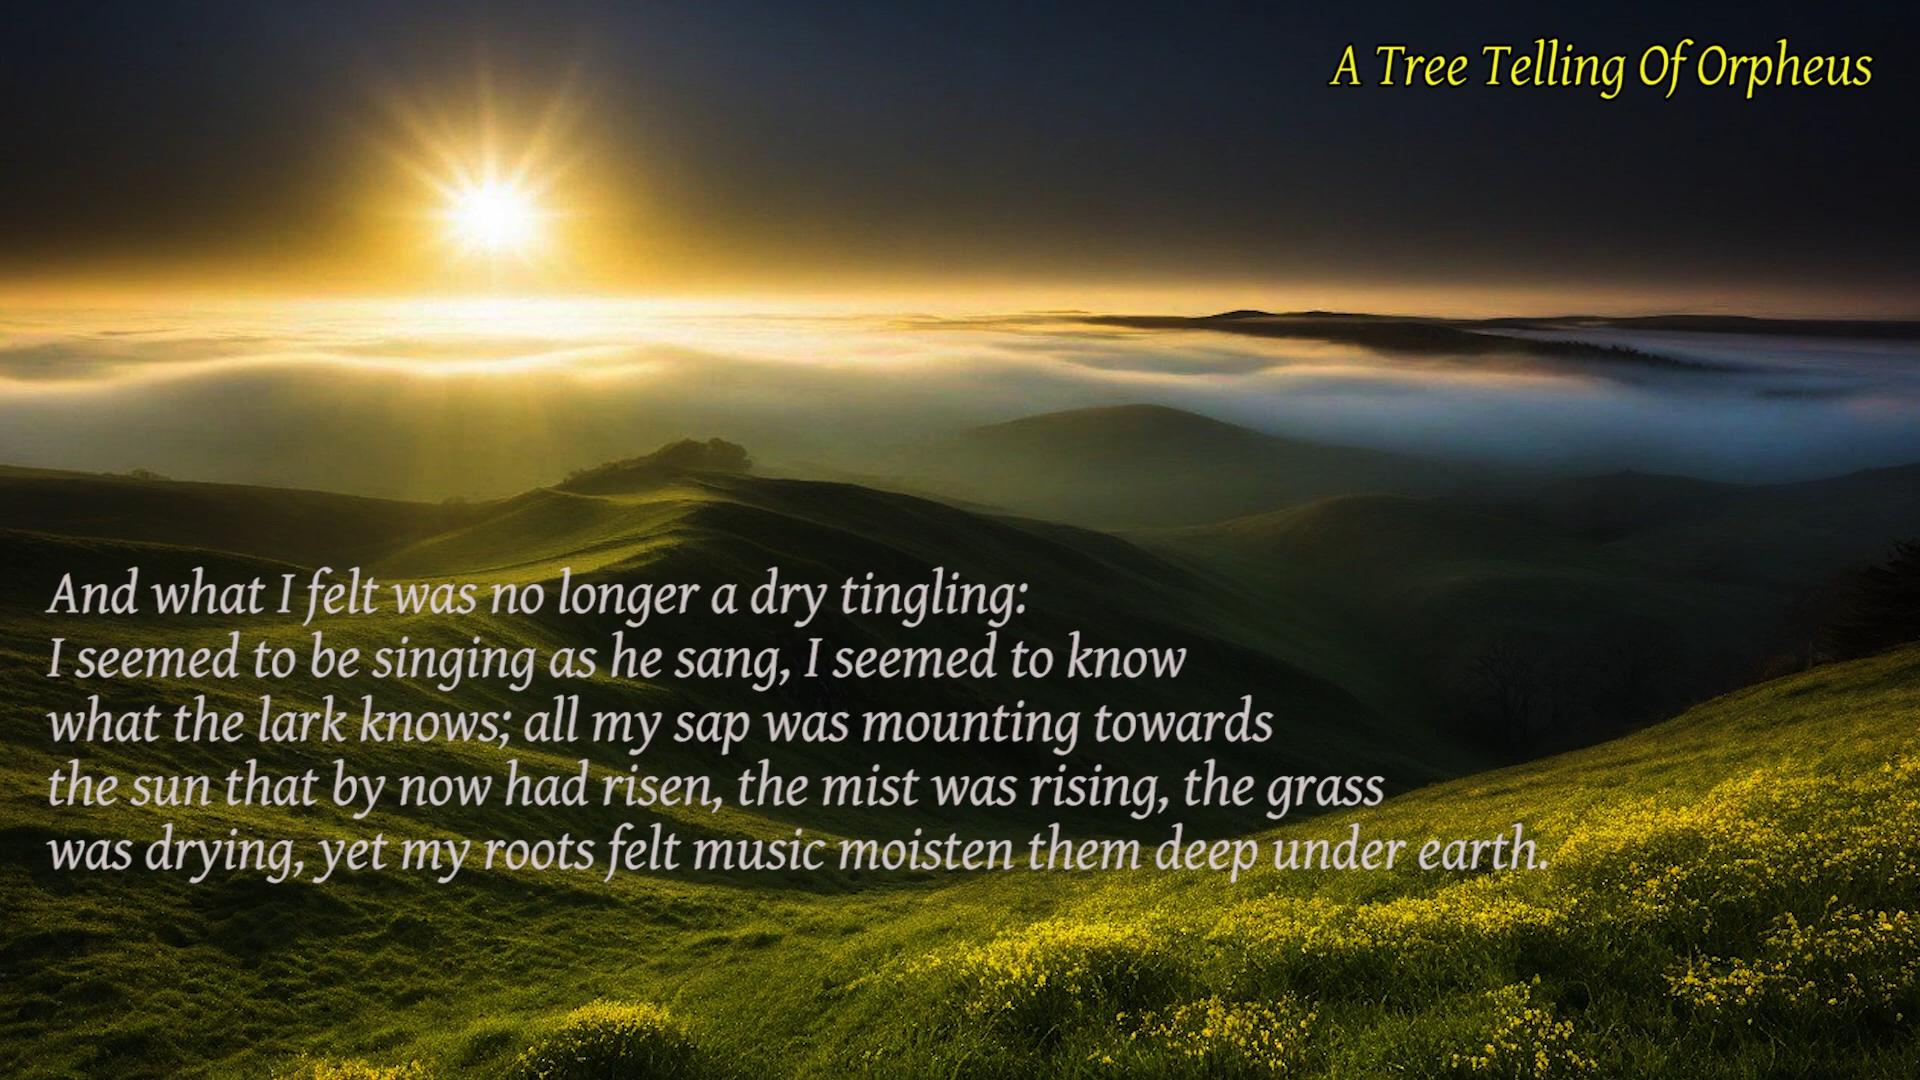 A Tree Telling Of Orpheus
And what I felt was no longer a dry tingling:
I seemed to be singing as he sang, I seemed to know
what the lark knows; all my sap was mounting towards
the sun that by now had risen, the mist was rising, the grass
was drying, yet my roots felt music moisten them deep under earth.